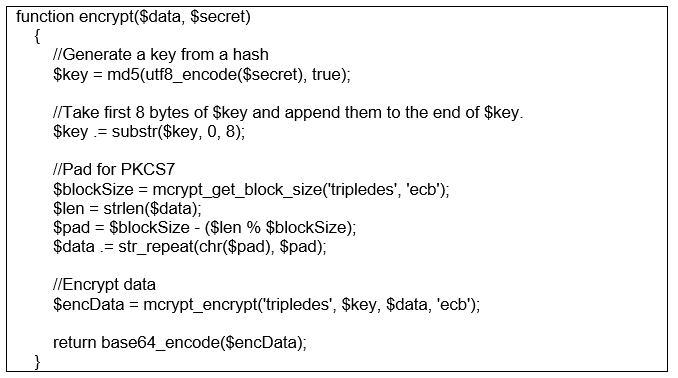 function encrypt($data, $secret)
{
//Generate a key from a hash
$key = md5(utf8_encode($secret), true);
//Take first 8 bytes of $key and append them to the end of $key.
$key .= substr($key, 0, 8);
//Pad for PKCS7
$blockSize = mcrypt_get_block_size('tripledes', 'ecb');
$len = strlen($data);
$pad = $blockSize - ($len % $blockSize);
$data .= str_repeat(chr($pad), $pad);
//Encrypt data
$encData = mcrypt_encrypt('tripledes', $key, $data, 'ecb');
return base64_encode($encData);
}